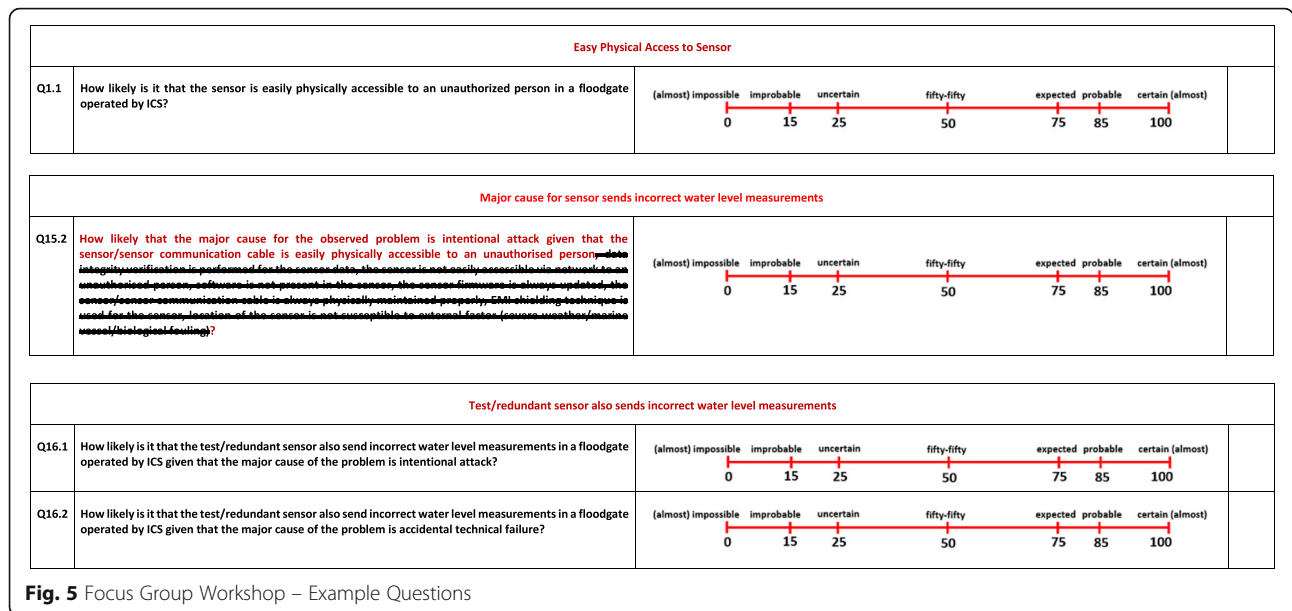 Easy Physical Access to Sensor
Q1.1 How likely is it that the sensor is easily physically accessible to an unauthorized person in a floodgate
operated by ICS?
(almost) impossible improbable uncertain fifty-fifty expected probable certain (almost)
0 15 25 50 75 85 100
Major cause for sensor sends incorrect water level measurements
Q15.2 How likely that the major cause for the observed problem is intentional attack given that the
sensor/sensor communication cable is easily physically accessible to an unauthorised person, data
integrity verification is performed for the sensor data, the sensor is not easily accessible via network to an
unauthorised person, software is not present in the sensor, the sensor firmware is always updated, the
sensor/sensor communication cable is always physically maintained properly, EMI shielding technique is
used for the sensor, location of the sensor is not susceptible to external factor (severe weather/marine
vessel/biological fouling)?
(almost) impossible improbable uncertain fifty-fifty expected probable certain (almost)
0 15 25 50 75 85 100
Test/redundant sensor also sends incorrect water level measurements
Q16.1 How likely is it that the test/redundant sensor also send incorrect water level measurements in a floodgate
operated by ICS given that the major cause of the problem is intentional attack?
(almost) impossible improbable uncertain fifty-fifty expected probable certain (almost)
0 15 25 50 75 85 100
Q16.2 How likely is it that the test/redundant sensor also send incorrect water level measurements in a floodgate
operated by ICS given that the major cause of the problem is accidental technical failure?
(almost) impossible improbable uncertain fifty-fifty expected probable certain (almost)
0 15 25 50 75 85 100
Fig. 5 Focus Group Workshop – Example Questions